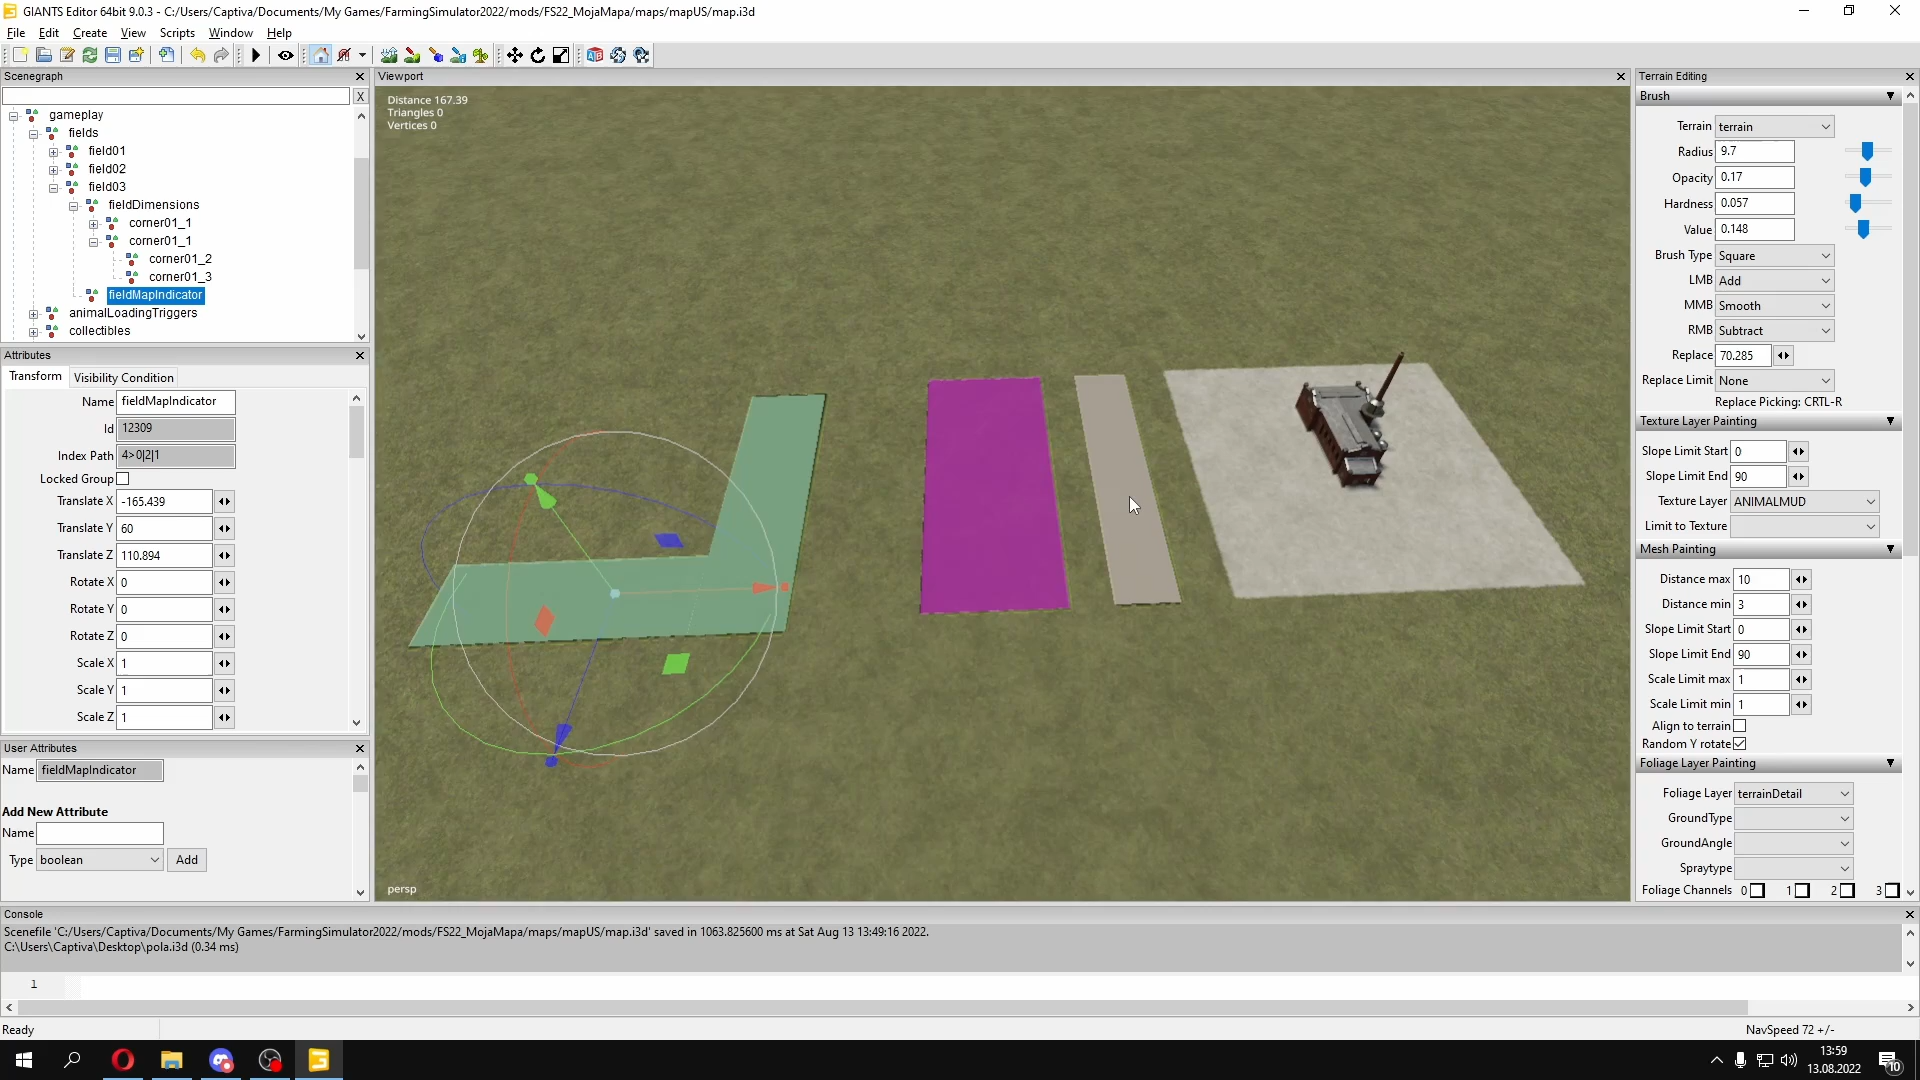 GIANTS Editor 64bit 9.0.3 - C:/Users/Captiva/Documents/My Games/FarmingSimulator2022/mods/FS22_MojaMapa/maps/mapUS/map.i3d
File Edit Create View Scripts Window Help
Scenegraph
X
gameplay
fields
field01
field02
field03
fieldDimensions
corner01_1
corner01_1
corner01_2
corner01_3
fieldMapIndicator
animalLoadingTriggers
collectibles
Attributes
Transform Visibility Condition
Name fieldMapIndicator
Id 12309
Index Path 4>0|2|1
Locked Group
Translate X -165.439
Translate Y 60
Translate Z 110.894
Rotate X 0
Rotate Y 0
Rotate Z 0
Scale X 1
Scale Y 1
Scale Z 1
User Attributes
Name fieldMapIndicator
Add New Attribute
Name
Type boolean Add
Viewport
Distance 167.39
Triangles 0
Vertices 0
persp
Terrain Editing
Brush
Terrain terrain
Radius 9.7
Opacity 0.17
Hardness 0.057
Value 0.148
Brush Type Square
LMB Add
MMB Smooth
RMB Subtract
Replace 70.285
Replace Limit None
Replace Picking: CRTL-R
Texture Layer Painting
Slope Limit Start 0
Slope Limit End 90
Texture Layer ANIMALMUD
Limit to Texture
Mesh Painting
Distance max 10
Distance min 3
Slope Limit Start 0
Slope Limit End 90
Scale Limit max 1
Scale Limit min 1
Align to terrain
Random Y rotate
Foliage Layer Painting
Foliage Layer terrainDetail
GroundType
GroundAngle
Spraytype
Foliage Channels 0 1 2 3
Console
Scenefile 'C:/Users/Captiva/Documents/My Games/FarmingSimulator2022/mods/FS22_MojaMapa/maps/mapUS/map.i3d' saved in 1063.825600 ms at Sat Aug 13 13:49:16 2022.
C:\Users\Captiva\Desktop\pola.i3d (0.34 ms)
1
Ready
NavSpeed 72 +/-
13:59
13.08.2022
10